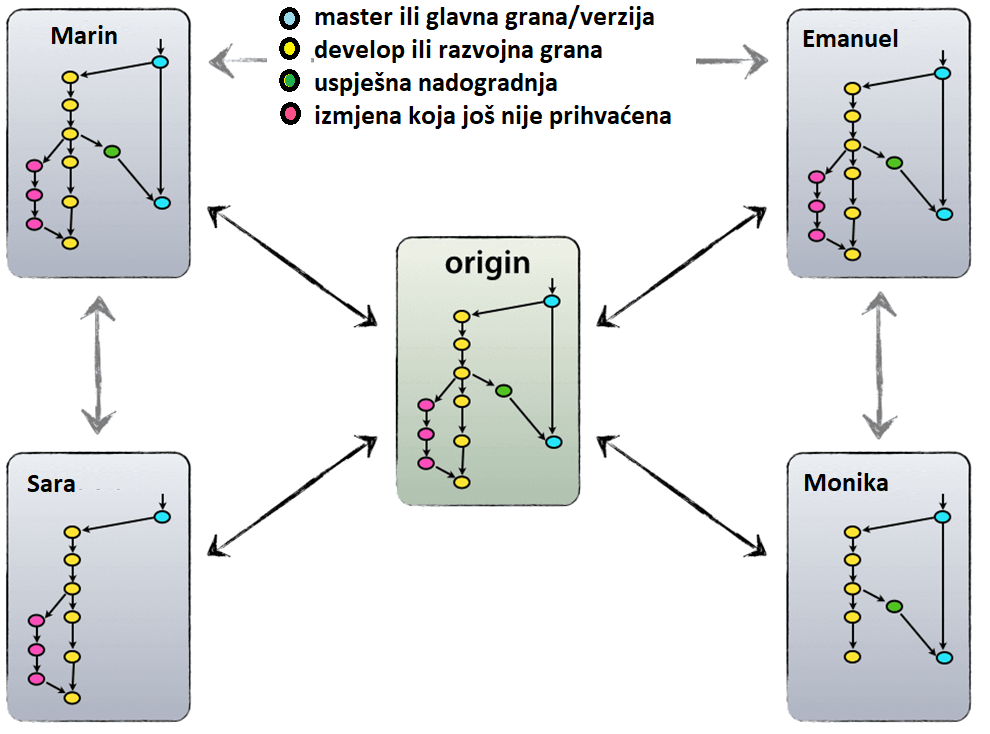 Marin
master ili glavna grana/verzija
develop ili razvojna grana
uspješna nadogradnja
izmjena koja još nije prihvaćena
Emanuel
origin
Sara
Monika